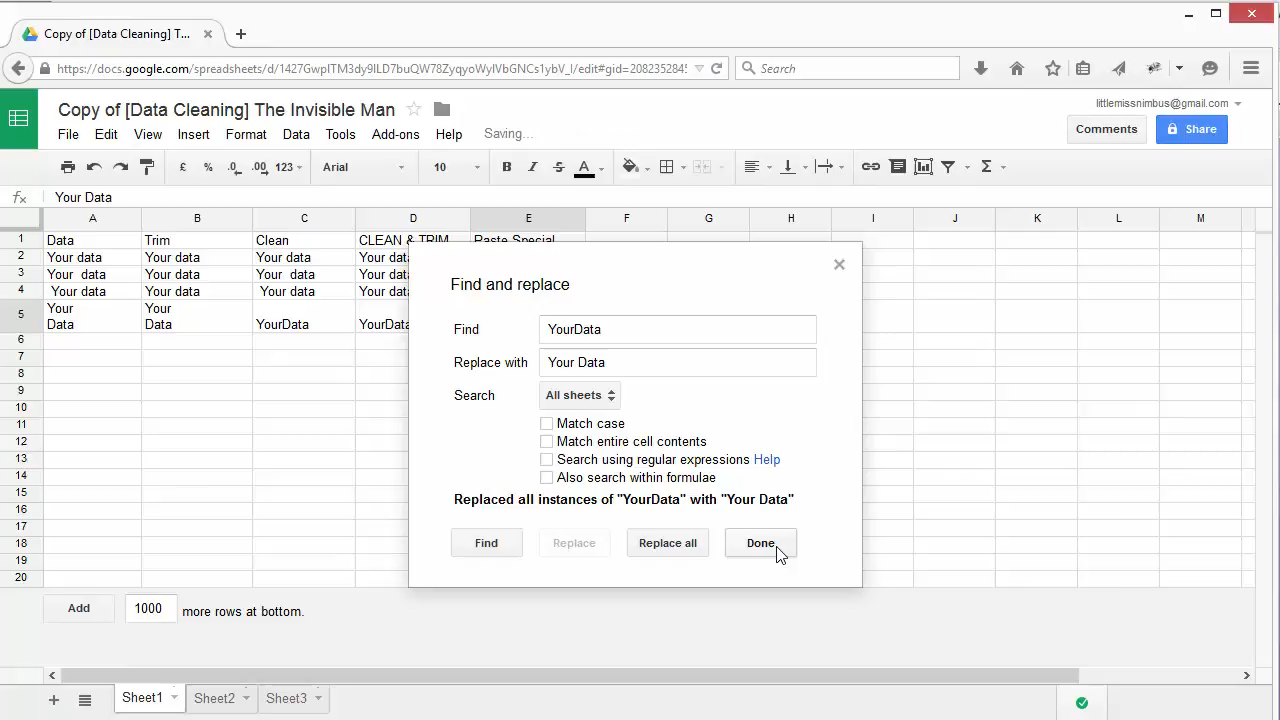 Copy of [Data Cleaning] T...
https://docs.google.com/spreadsheets/d/1427GwpITM3dy9ILD7buQW78ZyqyoWyIVbGNCs1ybV_I/edit#gid=208235284
Search
Copy of [Data Cleaning] The Invisible Man
littlemissnimbus@gmail.com
File Edit View Insert Format Data Tools Add-ons Help Saving...
Comments Share
£ % .0 .00 123 Arial 10 B I S A Σ
fx Your Data
A B C D E F G H I J K L M
1 Data Trim Clean CLEAN & TRIM Paste Special
2 Your data Your data Your data Your data
3 Your  data Your data Your  data Your data
4 Your data Your data Your data Your data
Your Your
5 Data Data YourData YourData
6
7
8
9
10
11
12
13
14
15
16
17
18
19
20
Find and replace
Find YourData
Replace with Your Data
Search All sheets
Match case
Match entire cell contents
Search using regular expressions Help
Also search within formulae
Replaced all instances of "YourData" with "Your Data"
Find Replace Replace all Done
Add 1000 more rows at bottom.
Sheet1 Sheet2 Sheet3